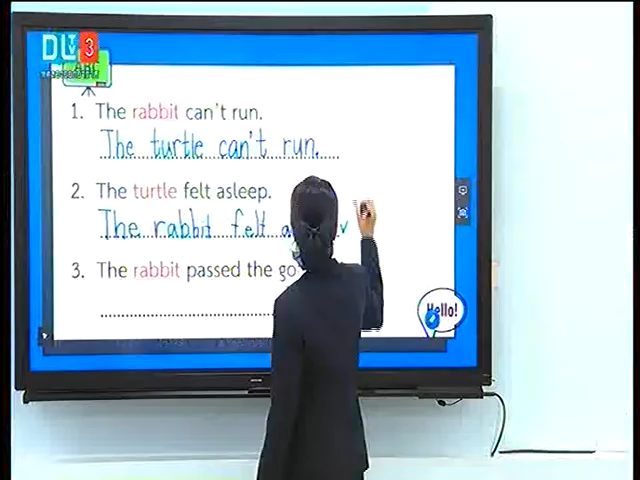 DLTV 3
ABC
1. The rabbit can't run.
The turtle can't run.
2. The turtle felt asleep.
The rabbit felt
3. The rabbit passed the
Hello!